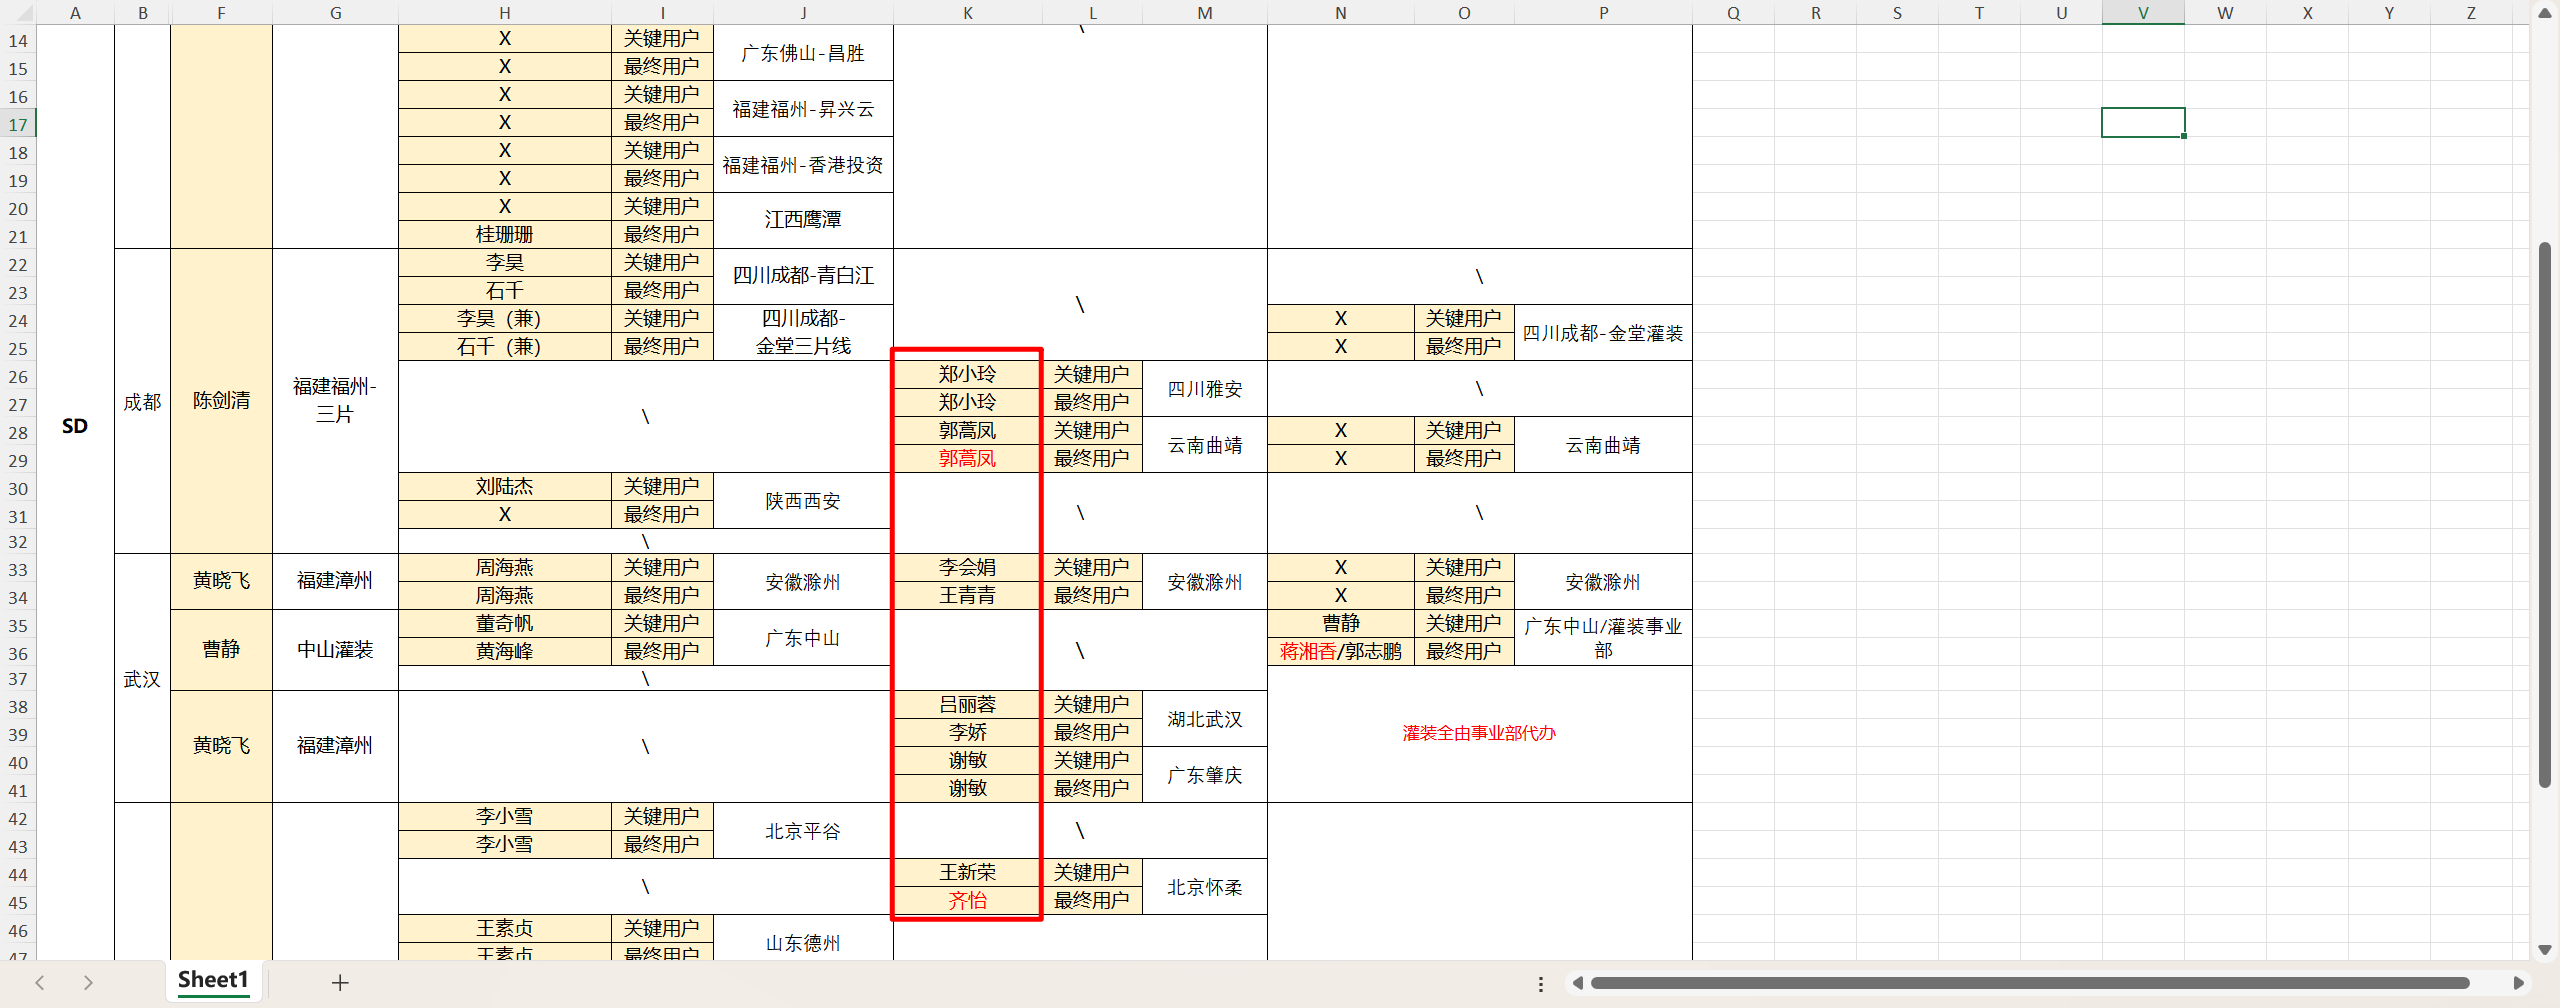 A B F G H I J K L M N O P Q R S T U V W X Y Z
14 X 关键用户 广东佛山-昌胜 \
15 X 最终用户
16 X 关键用户 福建福州-昇兴云
17 X 最终用户
18 X 关键用户 福建福州-香港投资
19 X 最终用户
20 X 关键用户 江西鹰潭
21 桂珊珊 最终用户
22 李昊 关键用户 四川成都-青白江 \
23 石千 最终用户 \
24 李昊（兼） 关键用户 四川成都- X 关键用户 四川成都-金堂灌装
25 石千（兼） 最终用户 金堂三片线 X 最终用户
26 郑小玲 关键用户 四川雅安 \
27 成都 陈剑清 福建福州- 三片 \ 郑小玲 最终用户
28 SD 郭蒿凤 关键用户 云南曲靖 X 关键用户 云南曲靖
29 郭蒿凤 最终用户 X 最终用户
30 刘陆杰 关键用户 陕西西安 \ \
31 X 最终用户
32 \
33 黄晓飞 福建漳州 周海燕 关键用户 安徽滁州 李会娟 关键用户 安徽滁州 X 关键用户 安徽滁州
34 周海燕 最终用户 王青青 最终用户 X 最终用户
35 曹静 中山灌装 董奇帆 关键用户 广东中山 \ 曹静 关键用户 广东中山/灌装事业
36 黄海峰 最终用户 蒋湘香/郭志鹏 最终用户 部
37 武汉 \
38 吕丽蓉 关键用户 湖北武汉
39 黄晓飞 福建漳州 \ 李娇 最终用户 灌装全由事业部代办
40 谢敏 关键用户 广东肇庆
41 谢敏 最终用户
42 李小雪 关键用户 北京平谷 \
43 李小雪 最终用户
44 \ 王新荣 关键用户 北京怀柔
45 齐怡 最终用户
46 王素贞 关键用户 山东德州
47 王素贞 最终用户
Sheet1